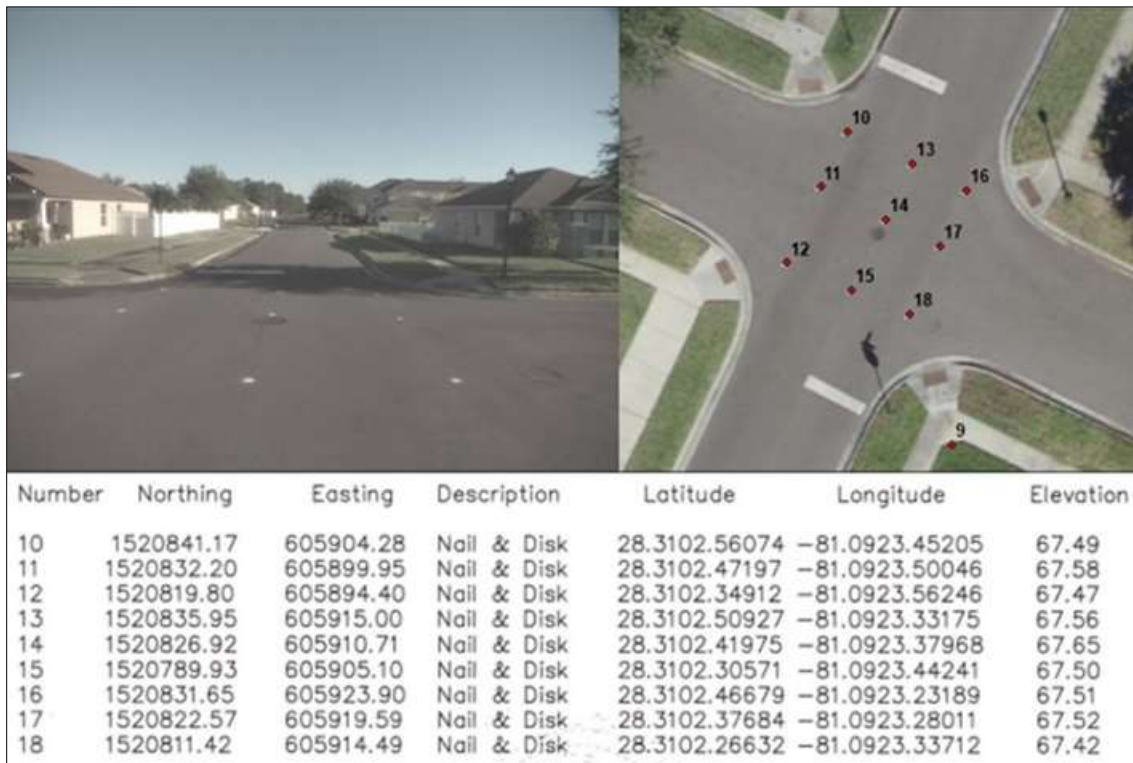 10
13
16
11
14
17
12
15
18
9
Number Northing Easting Description Latitude Longitude Elevation
10 1520841.17 605904.28 Nail & Disk 28.3102.56074 -81.0923.45205 67.49
11 1520832.20 605899.95 Nail & Disk 28.3102.47197 -81.0923.50046 67.58
12 1520819.80 605894.40 Nail & Disk 28.3102.34912 -81.0923.56246 67.47
13 1520835.95 605915.00 Nail & Disk 28.3102.50927 -81.0923.33175 67.56
14 1520826.92 605910.71 Nail & Disk 28.3102.41975 -81.0923.37968 67.65
15 1520789.93 605905.10 Nail & Disk 28.3102.30571 -81.0923.44241 67.50
16 1520831.65 605923.90 Nail & Disk 28.3102.46679 -81.0923.23189 67.51
17 1520822.57 605919.59 Nail & Disk 28.3102.37684 -81.0923.28011 67.52
18 1520811.42 605914.49 Nail & Disk 28.3102.26632 -81.0923.33712 67.42